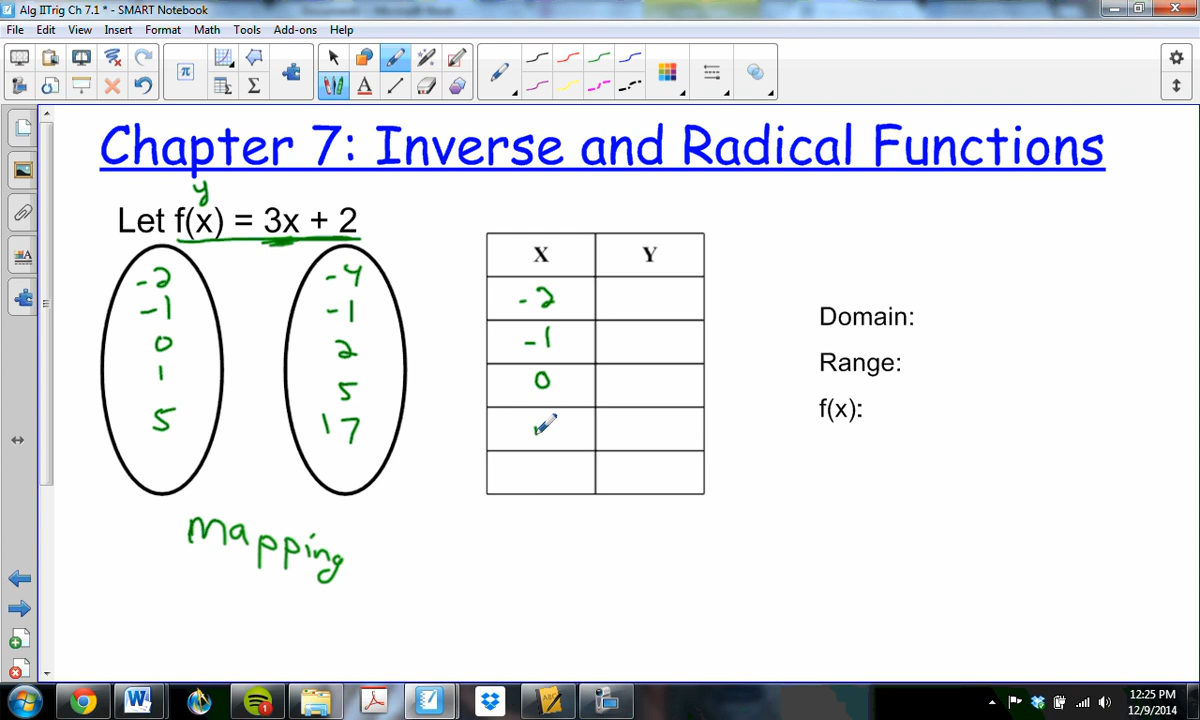 Alg IITrig Ch 7.1 * - SMART Notebook
File Edit View Insert Format Math Tools Add-ons Help
Chapter 7: Inverse and Radical Functions
y
Let f(x) = 3x + 2
-2 -4
-1 -1
0 2
1 5
5 17
mapping
X Y
-2
-1
0
Domain:
Range:
f(x):
12:25 PM
12/9/2014